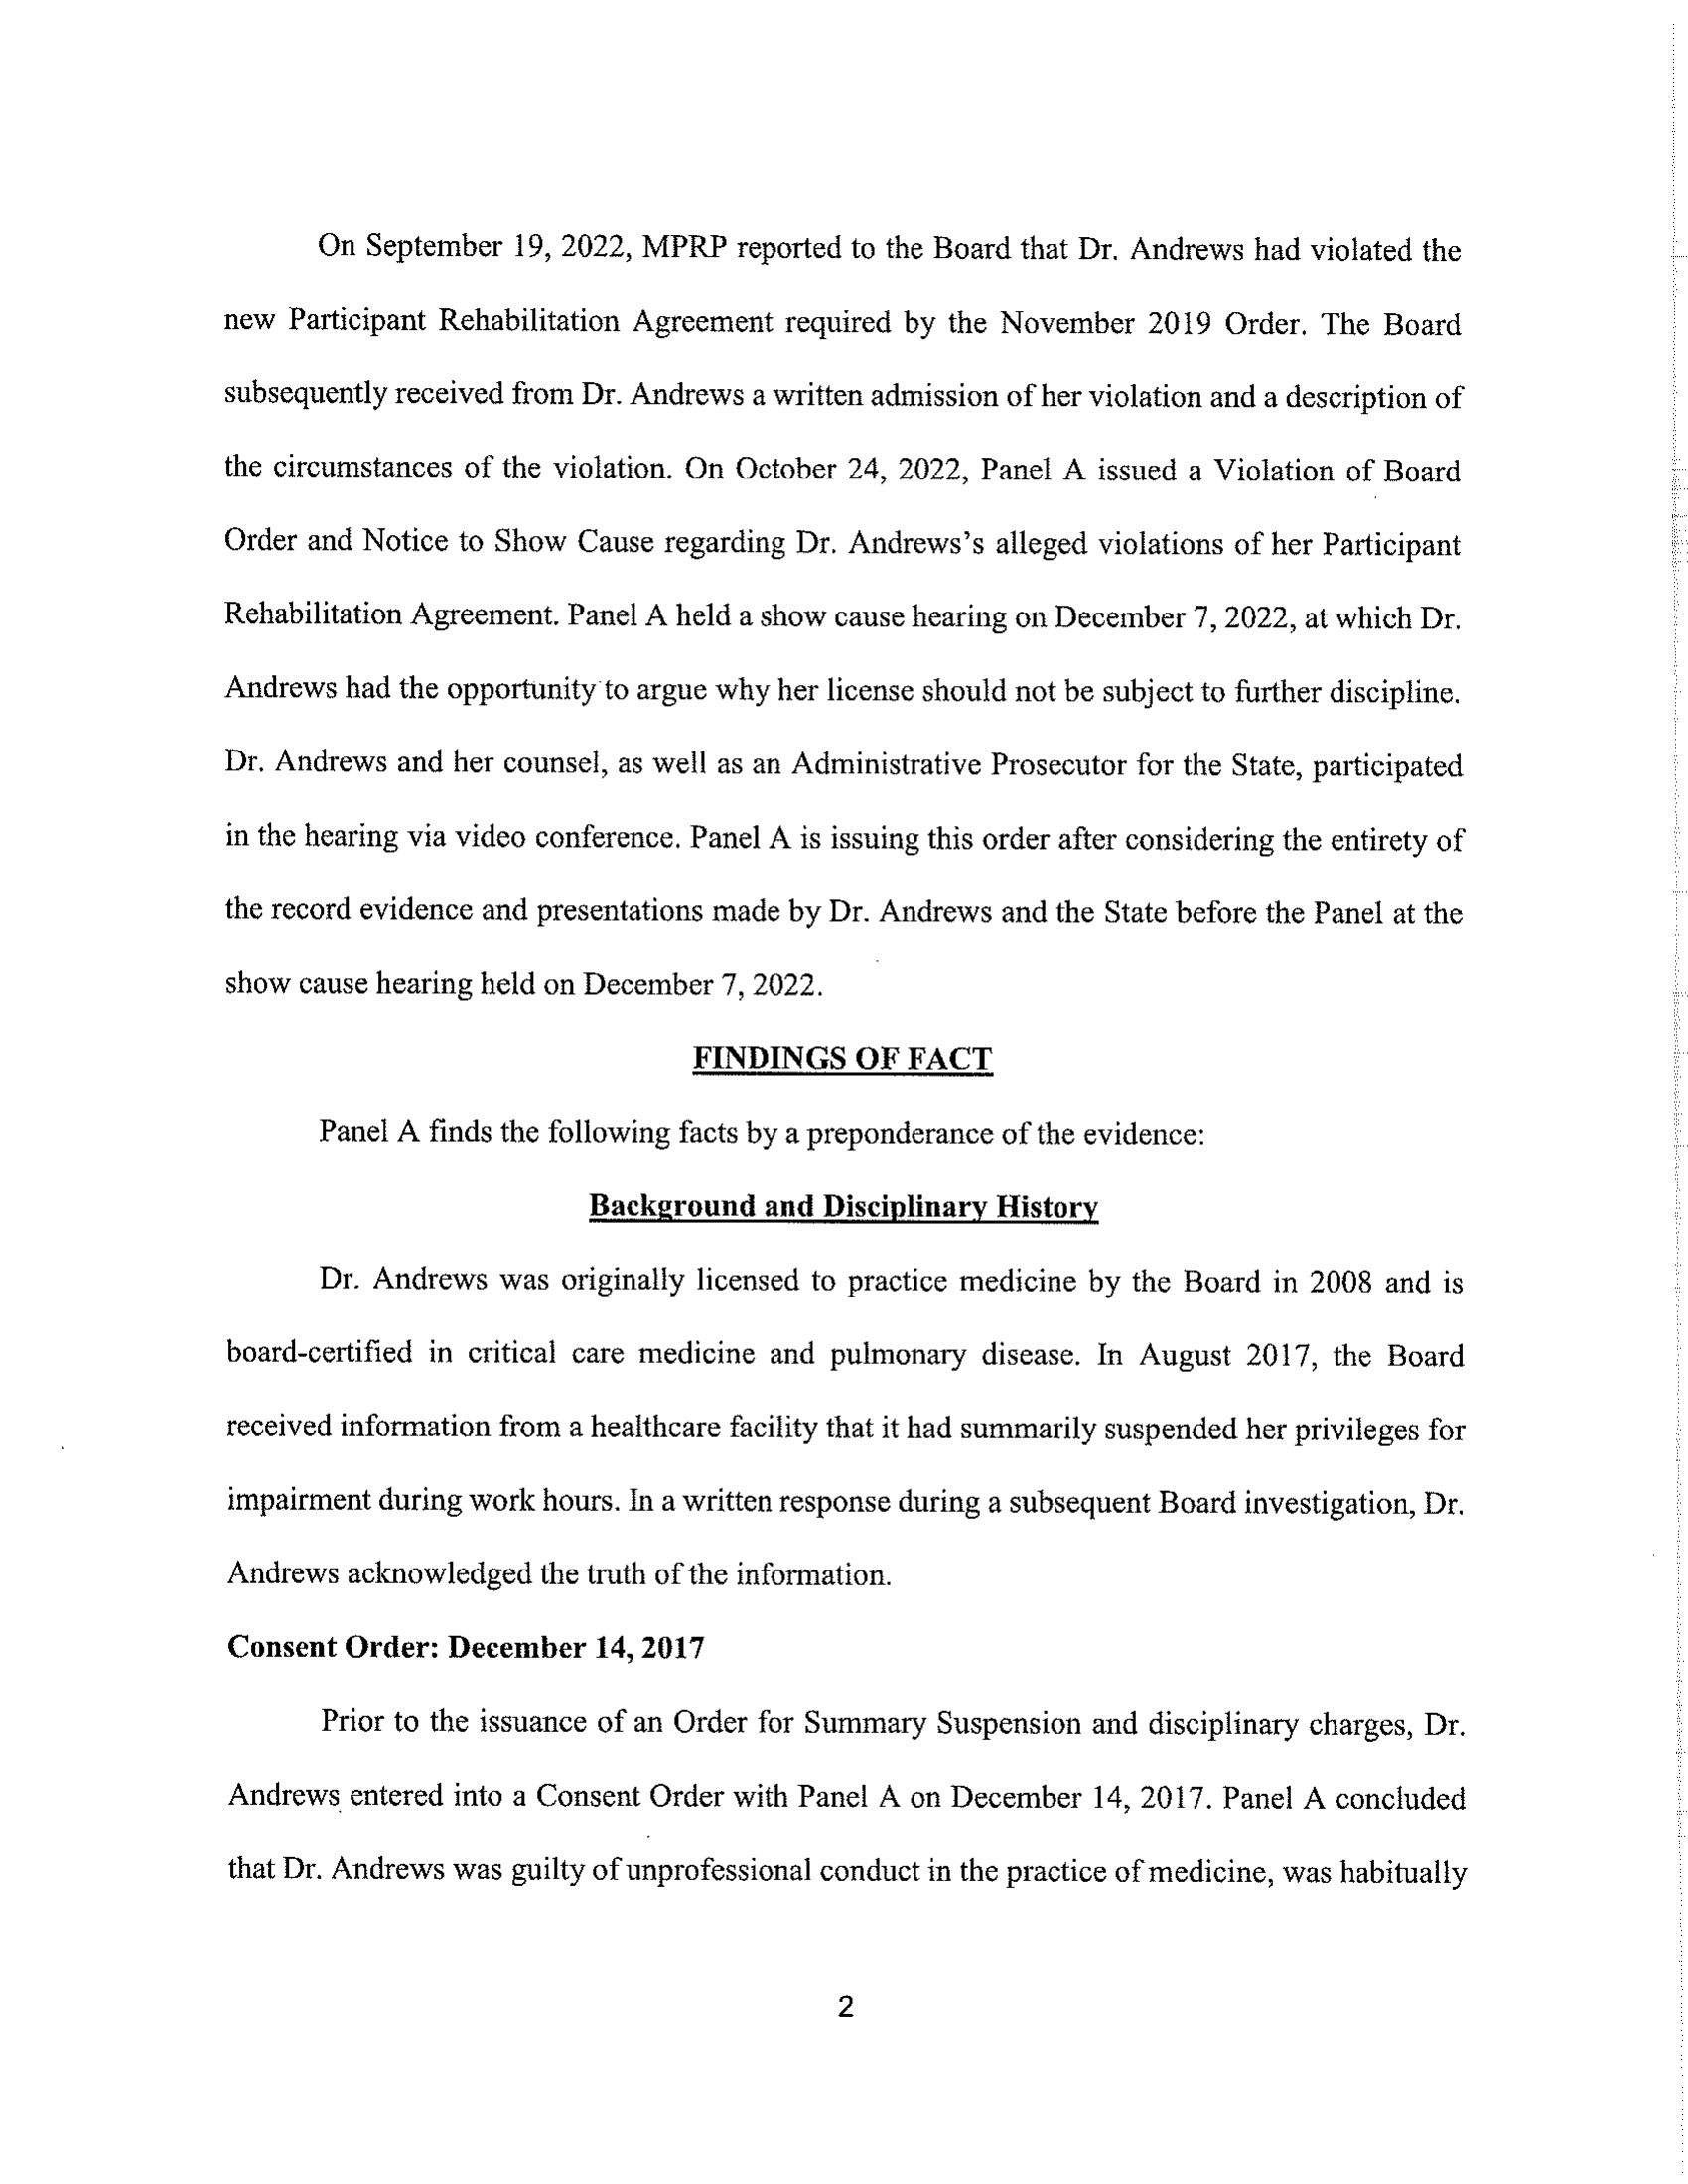 On September 19, 2022, MPRP reported to the Board that Dr. Andrews had violated the
new Participant Rehabilitation Agreement required by the November 2019 Order. The Board
subsequently received from Dr. Andrews a written admission of her violation and a description of
the circumstances of the violation. On October 24, 2022, Panel A issued a Violation of Board
Order and Notice to Show Cause regarding Dr. Andrews’s alleged violations of her Participant
Rehabilitation Agreement. Panel A held a show cause hearing on December 7, 2022, at which Dr.
Andrews had the opportunity to argue why her license should not be subject to further discipline.
Dr. Andrews and her counsel, as well as an Administrative Prosecutor for the State, participated
in the hearing via video conference. Panel A is issuing this order after considering the entirety of
the record evidence and presentations made by Dr. Andrews and the State before the Panel at the
show cause hearing held on December 7, 2022.
FINDINGS OF FACT
Panel A finds the following facts by a preponderance of the evidence:
Background and Disciplinary History
Dr. Andrews was originally licensed to practice medicine by the Board in 2008 and is
board-certified in critical care medicine and pulmonary disease. In August 2017, the Board
received information from a healthcare facility that it had summarily suspended her privileges for
impairment during work hours. In a written response during a subsequent Board investigation, Dr.
Andrews acknowledged the truth of the information.
Consent Order: December 14, 2017
Prior to the issuance of an Order for Summary Suspension and disciplinary charges, Dr.
Andrews entered into a Consent Order with Panel A on December 14, 2017. Panel A concluded
that Dr. Andrews was guilty of unprofessional conduct in the practice of medicine, was habitually
2